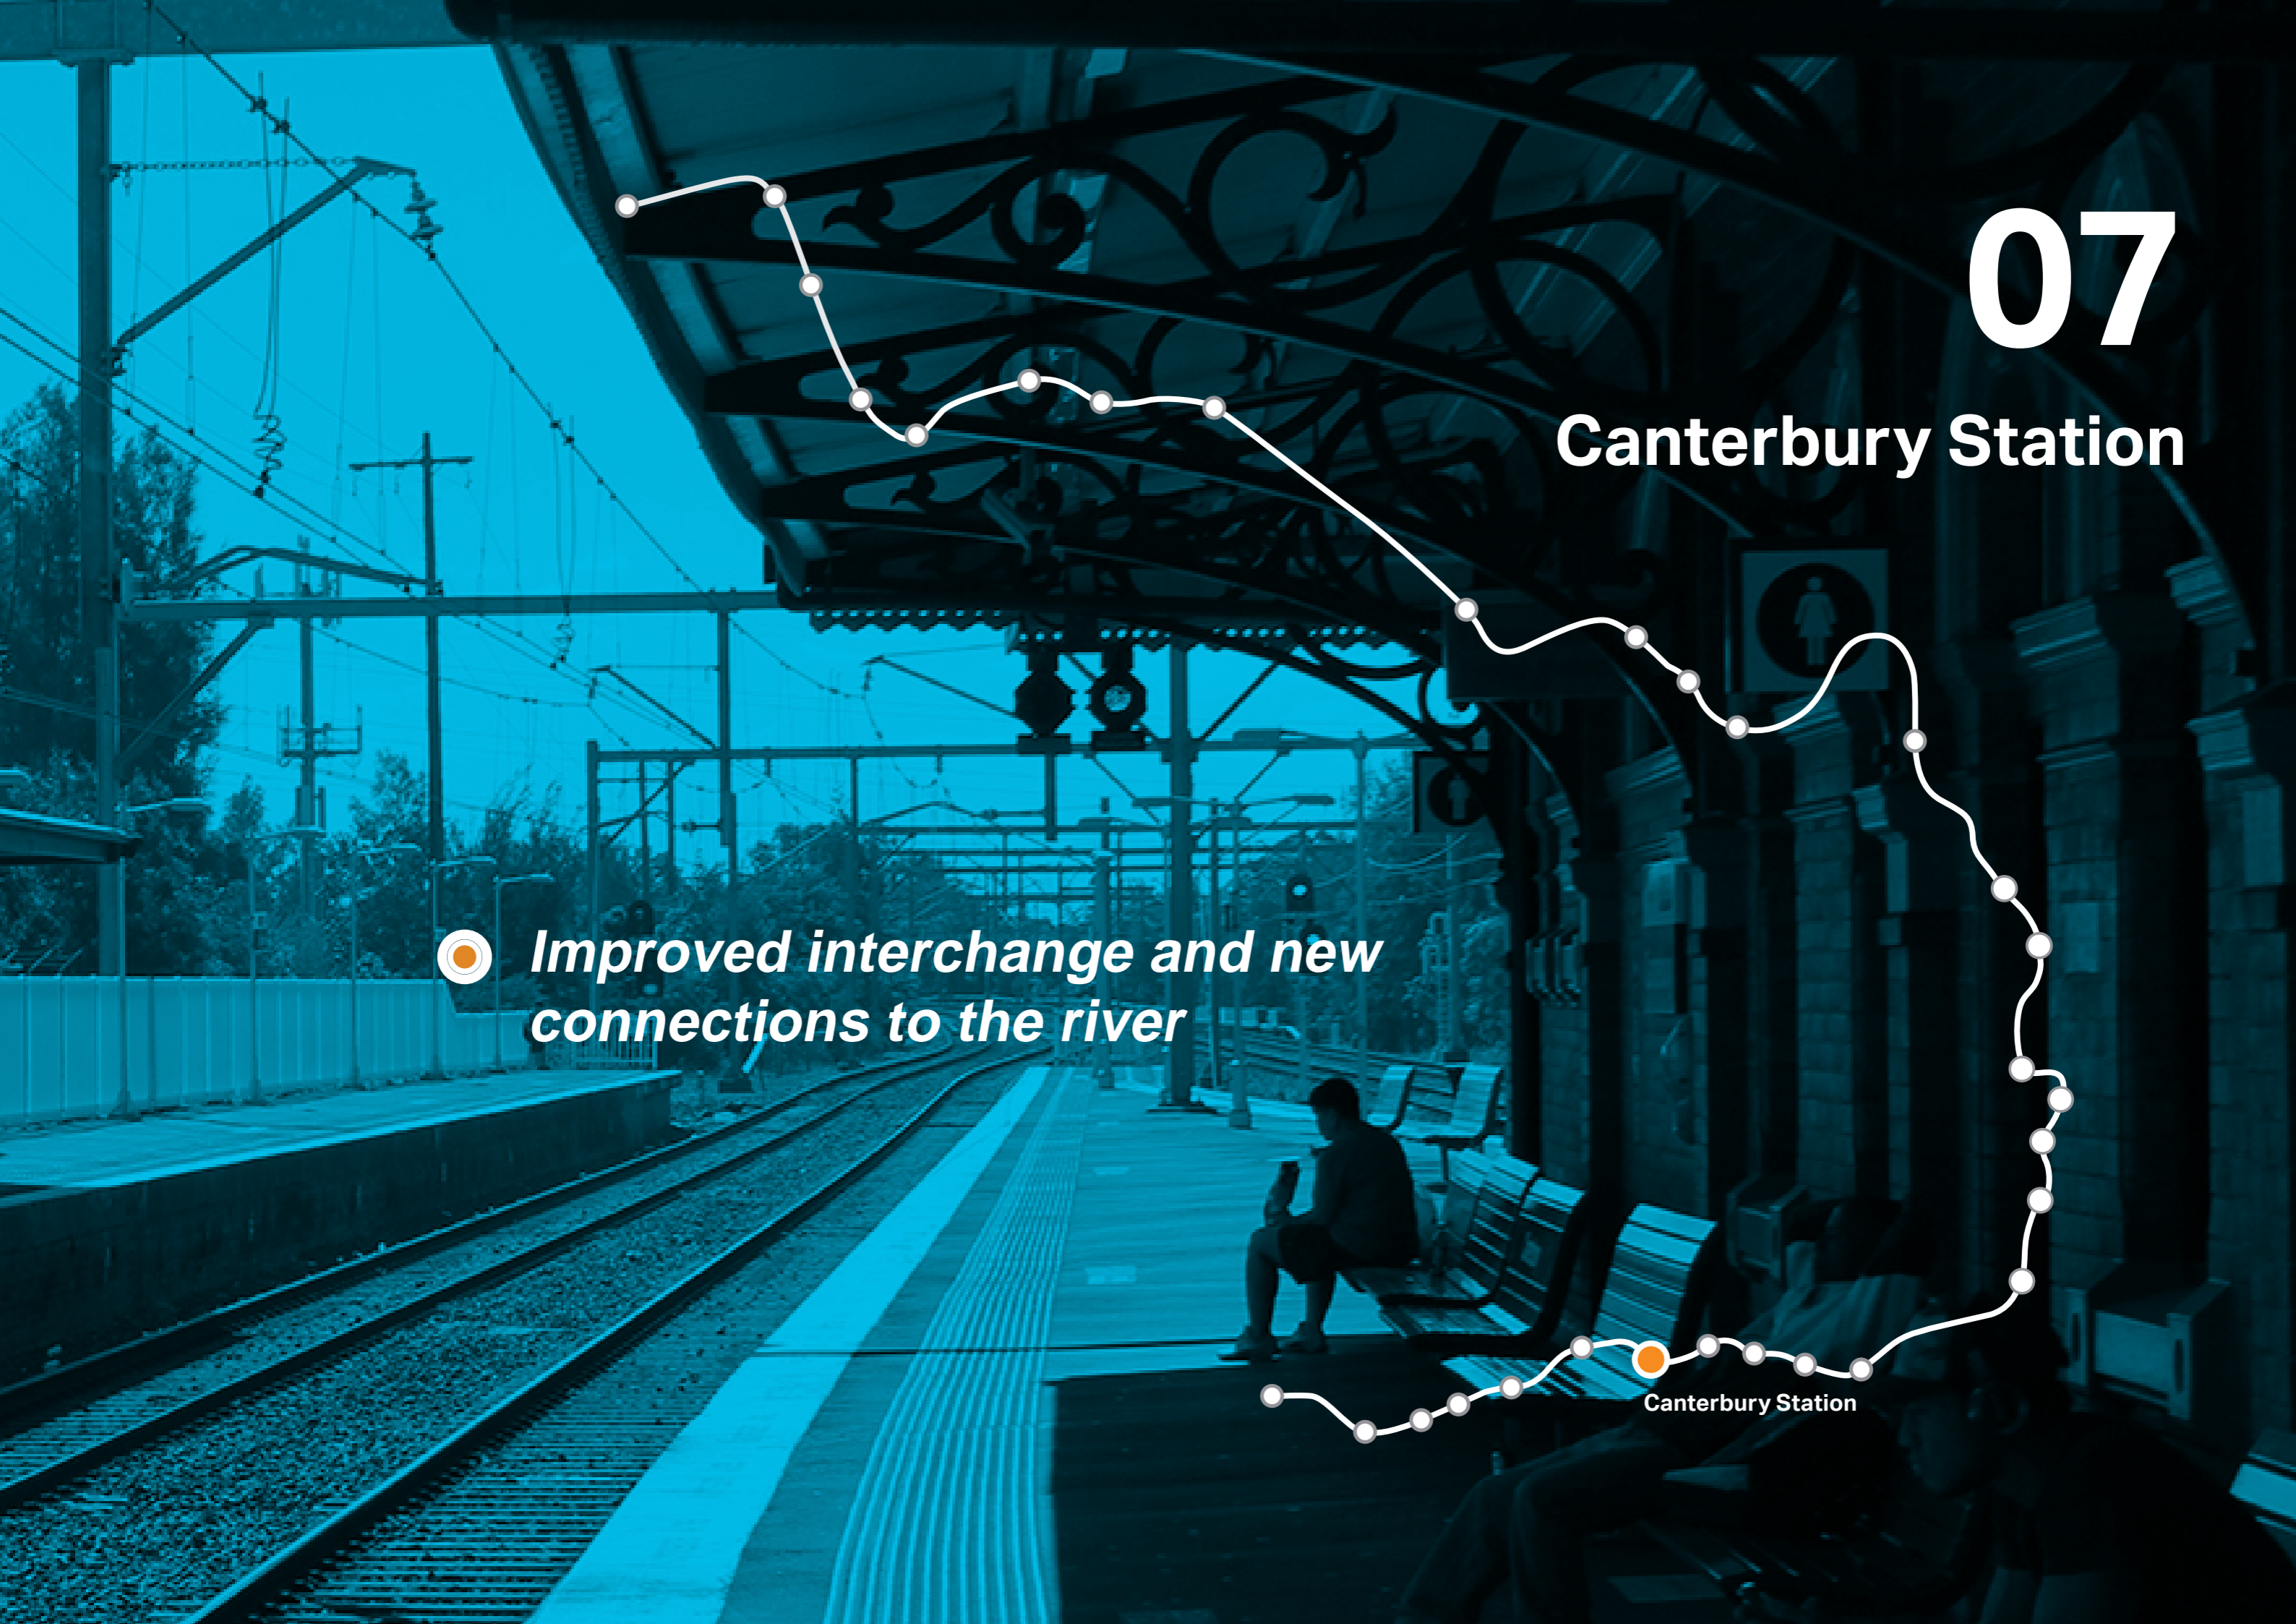 07
Canterbury Station
Improved interchange and new
connections to the river
Canterbury Station